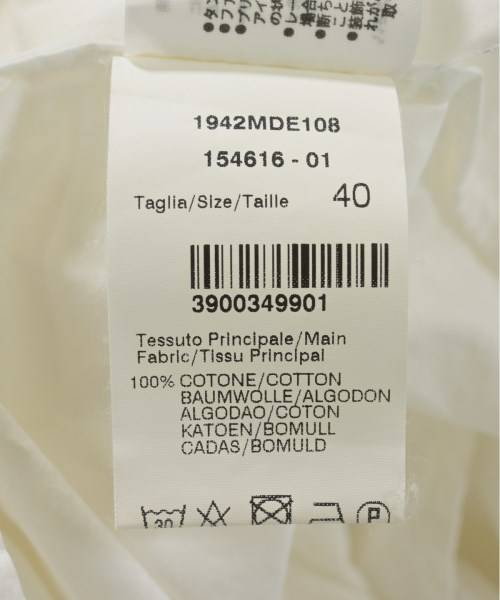 1942MDE108
154616 - 01
Taglia/Size/Taille 40
3900349901
Tessuto Principale/Main
Fabric/Tissu Principal
100% COTONE/COTTON
BAUMWOLLE/ALGODON
ALGODAO/COTON
KATOEN/BOMULL
CADAS/BOMULD
30
P